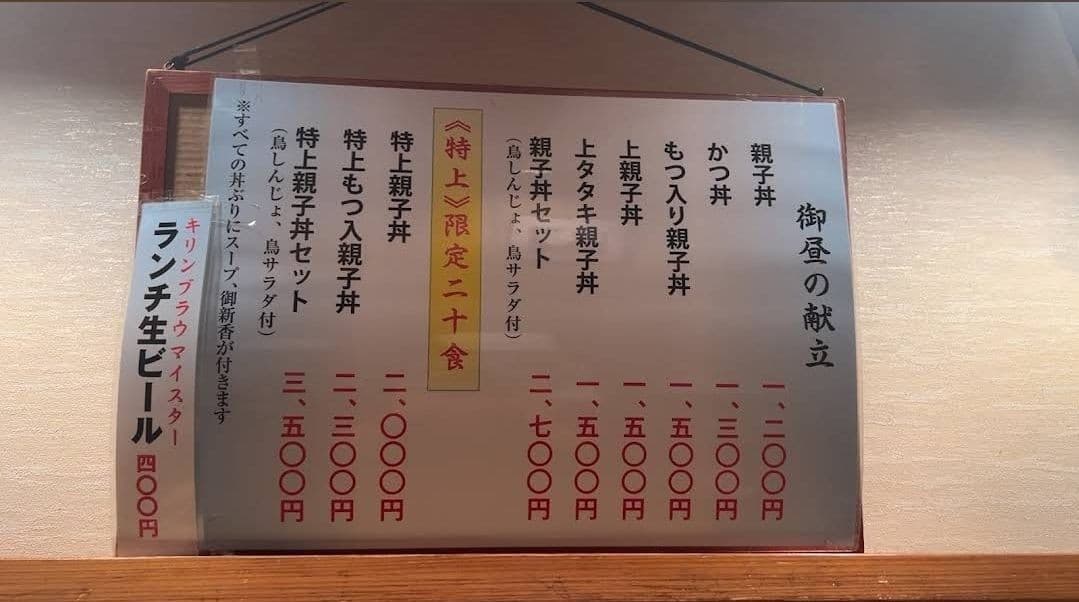 御昼の献立
親子丼 一、二〇〇円
かつ丼 一、三〇〇円
もつ入り親子丼 一、五〇〇円
上親子丼 一、五〇〇円
上タタキ親子丼 一、五〇〇円
親子丼セット 二、七〇〇円
（鳥しんじょ、鳥サラダ付）
《特上》限定二十食
特上親子丼 二、〇〇〇円
特上もつ入親子丼 二、三〇〇円
特上親子丼セット 三、五〇〇円
（鳥しんじょ、鳥サラダ付）
※すべての丼ぶりにスープ、御新香が付きます
キリンブラウマイスター
ランチ生ビール 四〇〇円